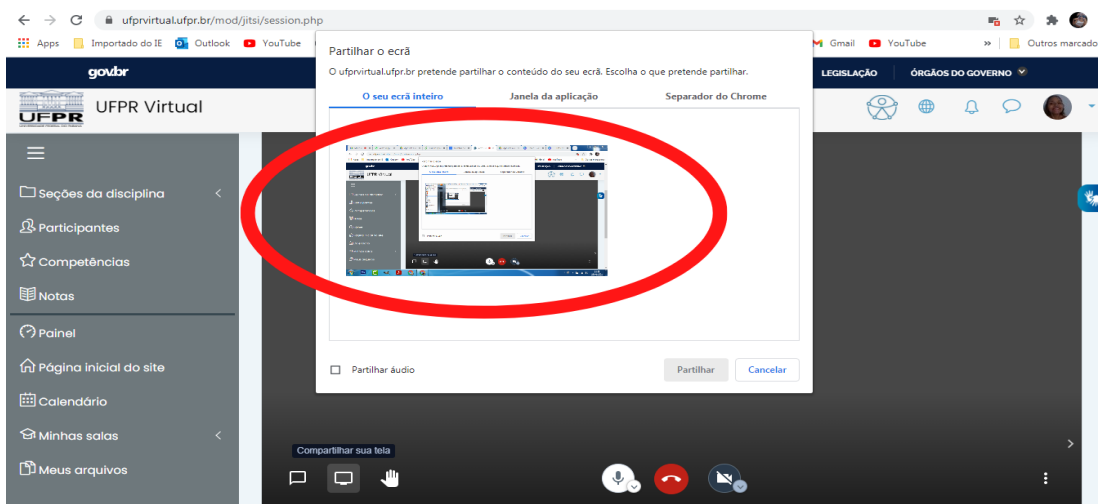 ufprvirtual.ufpr.br/mod/jitsi/session.php
Apps Importado do IE Outlook YouTube Gmail YouTube » Outros marcado
gov.br LEGISLAÇÃO ÓRGÃOS DO GOVERNO
UFPR UFPR Virtual
Partilhar o ecrã
O ufprvirtual.ufpr.br pretende partilhar o conteúdo do seu ecrã. Escolha o que pretende partilhar.
O seu ecrã inteiro Janela da aplicação Separador do Chrome
Seções da disciplina
Participantes
Competências
Notas
Painel
Página inicial do site
Calendário
Minhas salas
Meus arquivos
Partilhar áudio Partilhar Cancelar
Compartilhar sua tela